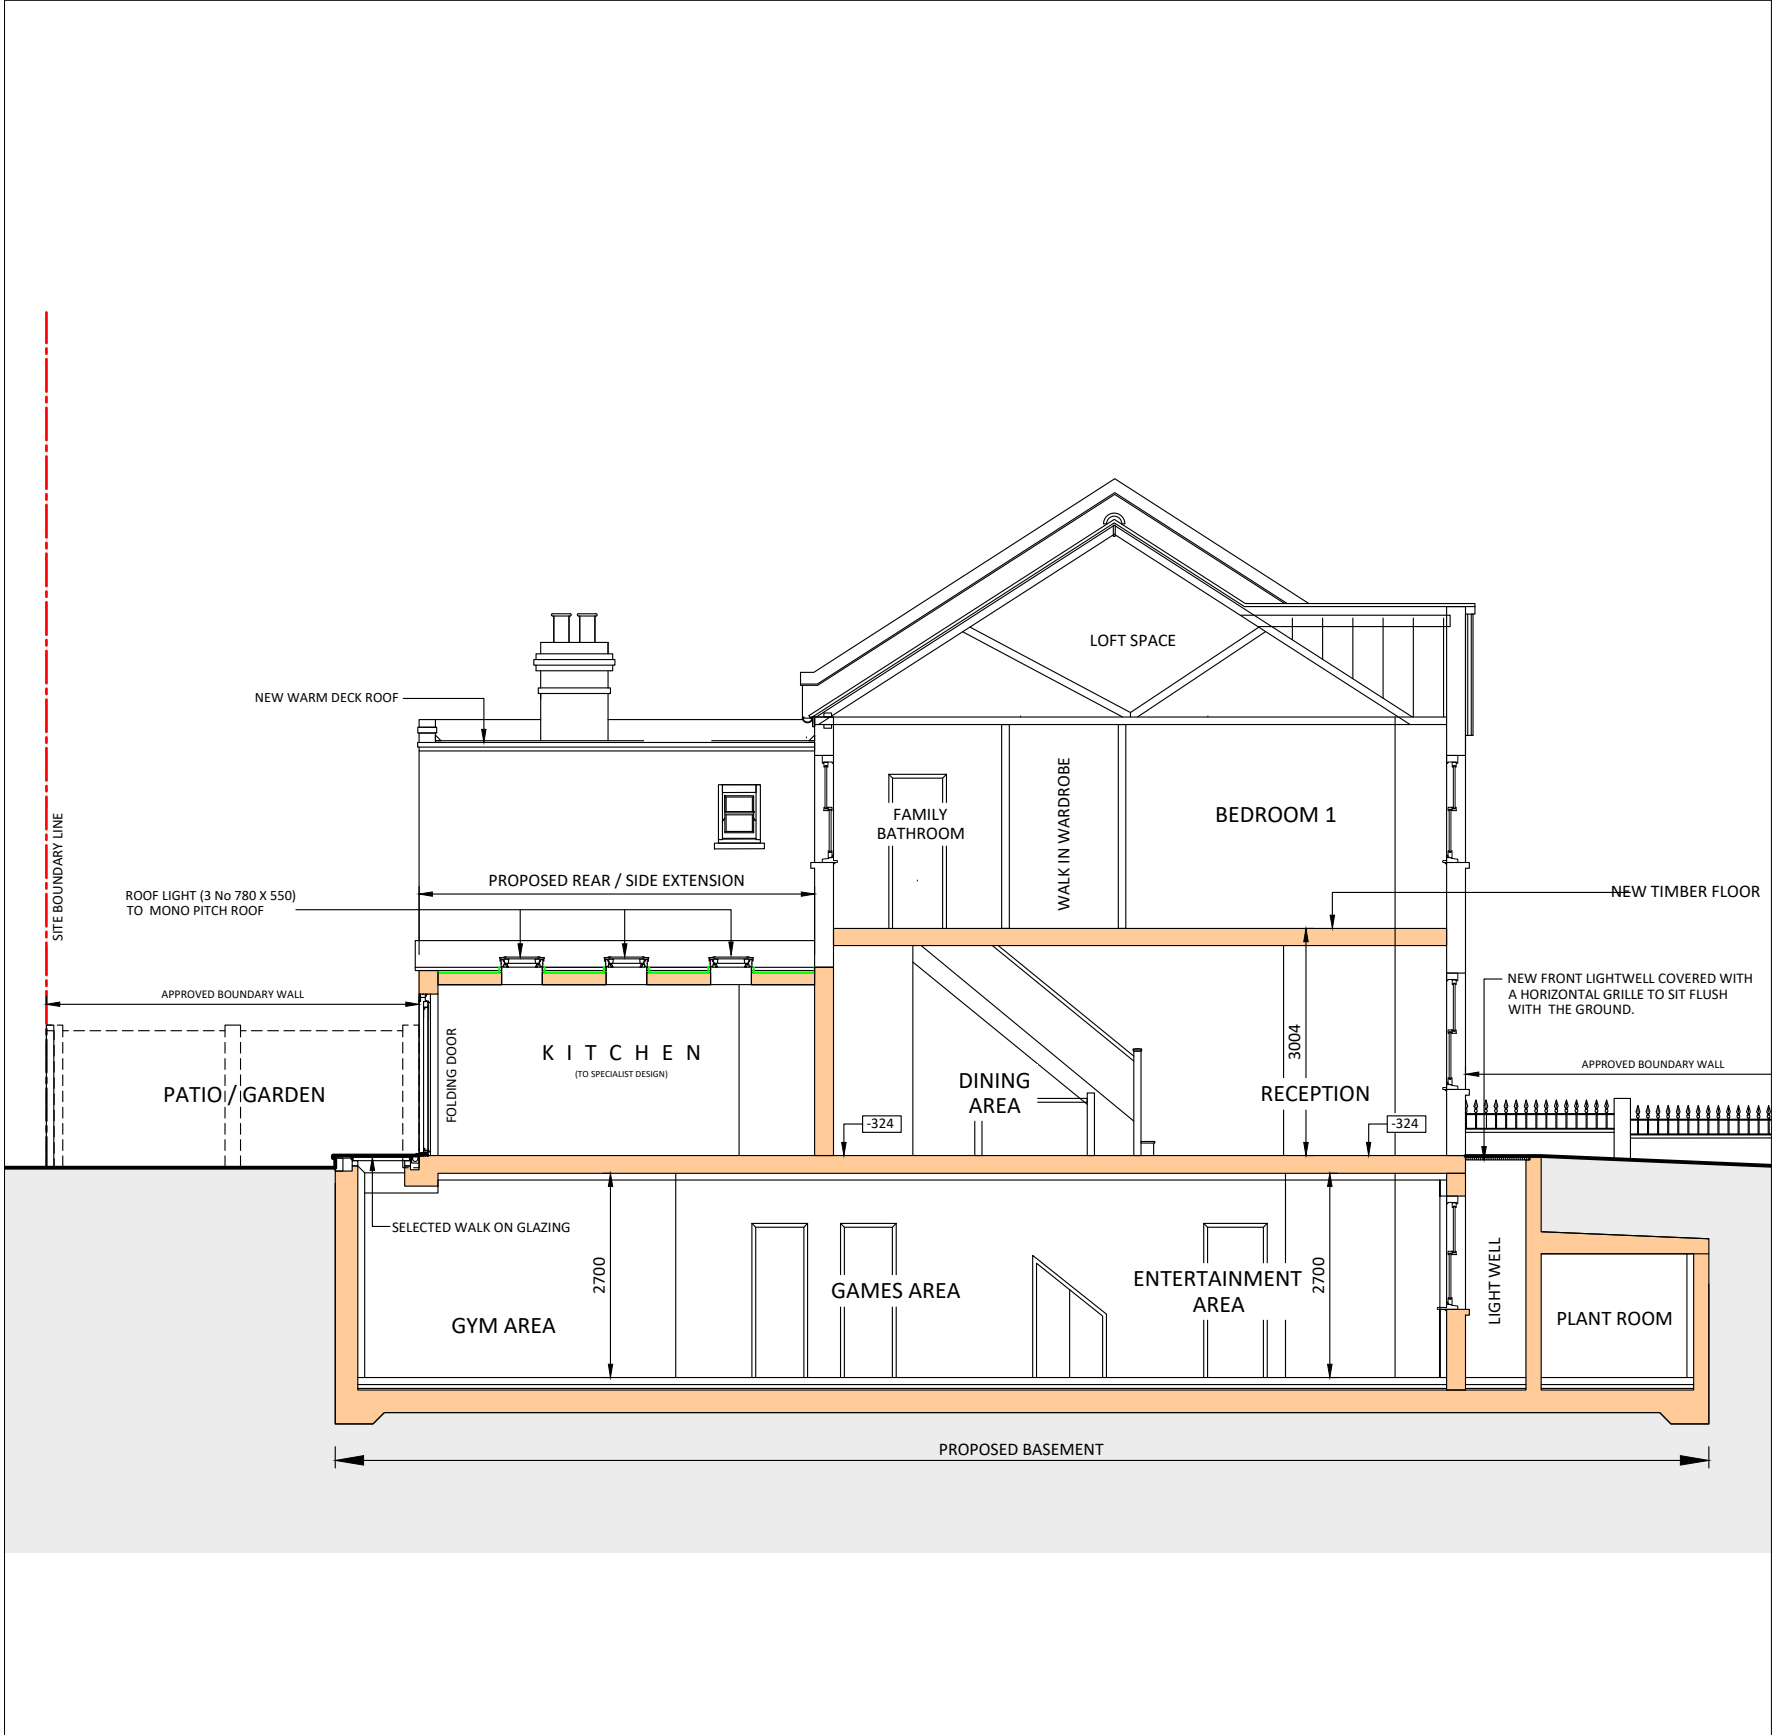 LOFT SPACE
NEW WARM DECK ROOF
FAMILY
BATHROOM
WALK IN WARDROBE
BEDROOM 1
SITE BOUNDARY LINE
PROPOSED REAR / SIDE EXTENSION
ROOF LIGHT (3 No 780 X 550)
TO MONO PITCH ROOF
NEW TIMBER FLOOR
APPROVED BOUNDARY WALL
NEW FRONT LIGHTWELL COVERED WITH
A HORIZONTAL GRILLE TO SIT FLUSH
WITH THE GROUND.
FOLDING DOOR
K I T C H E N
(TO SPECIALIST DESIGN)
3004
APPROVED BOUNDARY WALL
PATIO / GARDEN
DINING
AREA
RECEPTION
-324
-324
SELECTED WALK ON GLAZING
2700
GAMES AREA
ENTERTAINMENT
AREA
2700
LIGHT WELL
GYM AREA
PLANT ROOM
PROPOSED BASEMENT